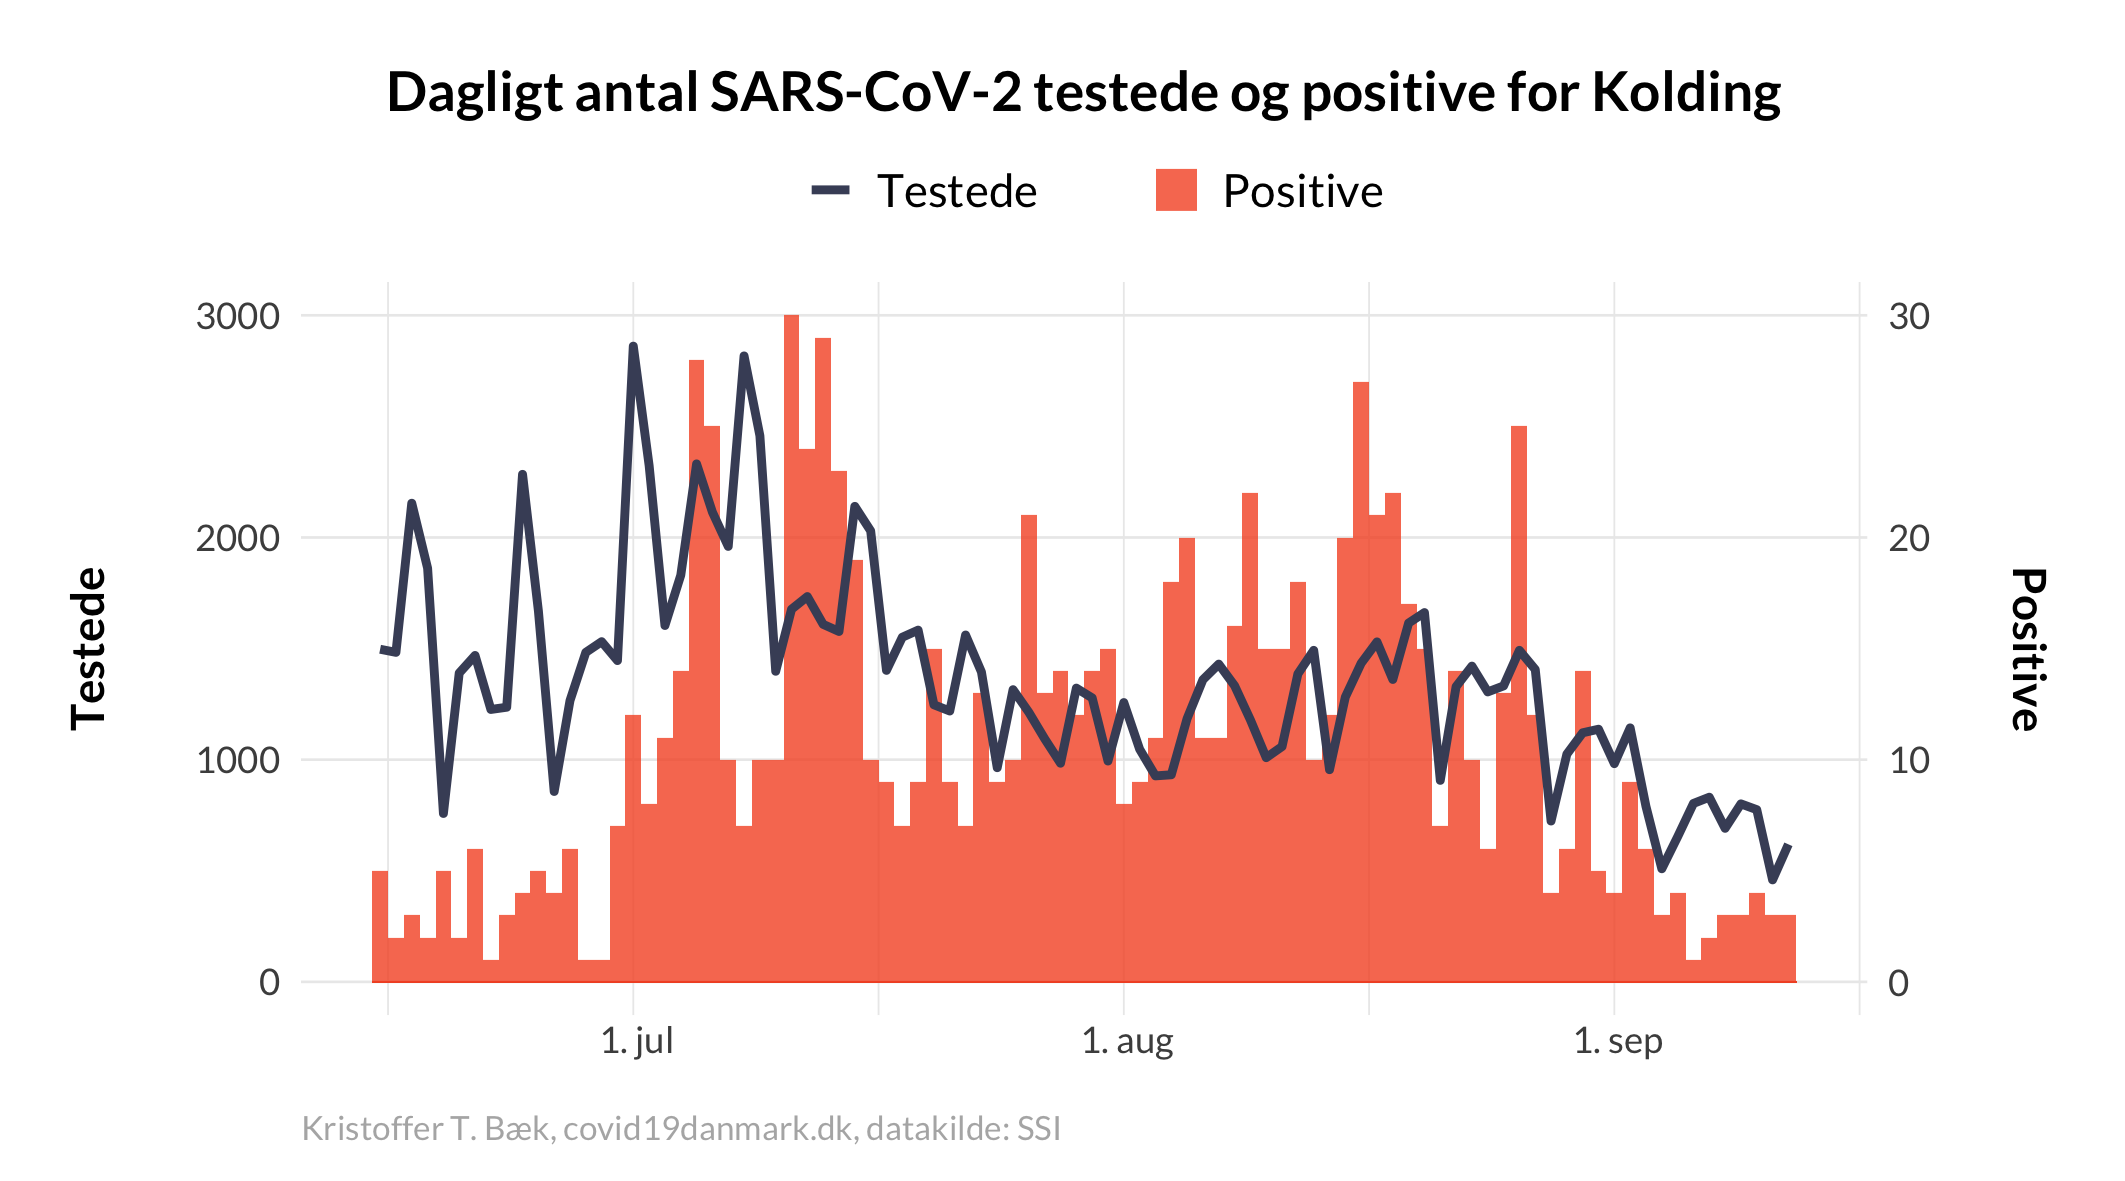 Dagligt antal SARS-CoV-2 testede og positive for Kolding
Testede Positive
3000 30
2000 20
1000 10
0 0
Testede
Positive
1. jul 1. aug 1. sep
Kristoffer T. Bæk, covid19danmark.dk, datakilde: SSI